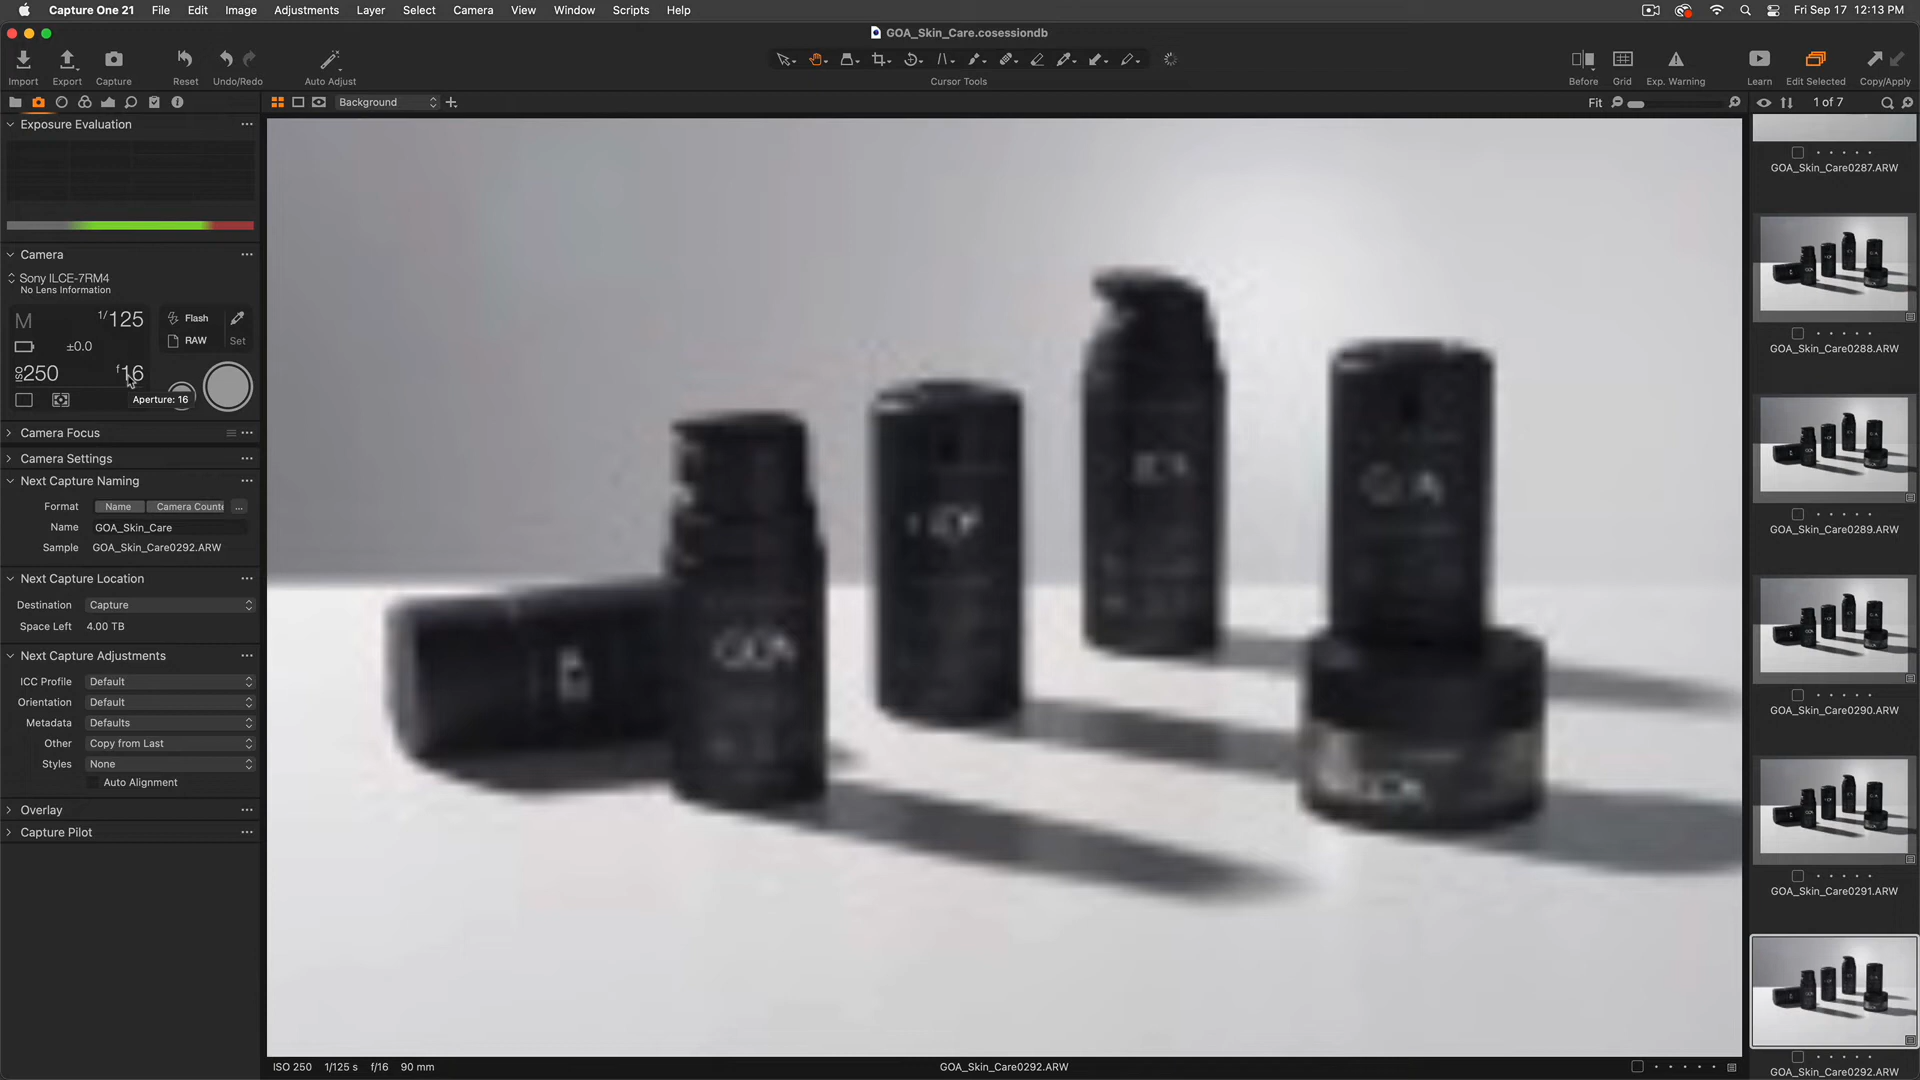 Capture One 21 File Edit Image Adjustments Layer Select Camera View Window Scripts Help
Fri Sep 17 12:13 PM
GOA_Skin_Care.cosessiondb
Import Export Capture Reset Undo/Redo Auto Adjust
Cursor Tools
Before Grid Exp. Warning Learn Edit Selected Copy/Apply
Background
Fit
1 of 7
Exposure Evaluation
Camera
Sony ILCE-7RM4
No Lens Information
M 1/125
Flash
±0.0
RAW Set
ISO 250 f16
Aperture: 16
Camera Focus
Camera Settings
Next Capture Naming
Format Name Camera Counte ...
Name GOA_Skin_Care
Sample GOA_Skin_Care0292.ARW
Next Capture Location
Destination Capture
Space Left 4.00 TB
Next Capture Adjustments
ICC Profile Default
Orientation Default
Metadata Defaults
Other Copy from Last
Styles None
Auto Alignment
Overlay
Capture Pilot
GOA
GOA
ISO 250 1/125 s f/16 90 mm
GOA_Skin_Care0292.ARW
GOA_Skin_Care0287.ARW
GOA_Skin_Care0288.ARW
GOA_Skin_Care0289.ARW
GOA_Skin_Care0290.ARW
GOA_Skin_Care0291.ARW
GOA_Skin_Care0292.ARW